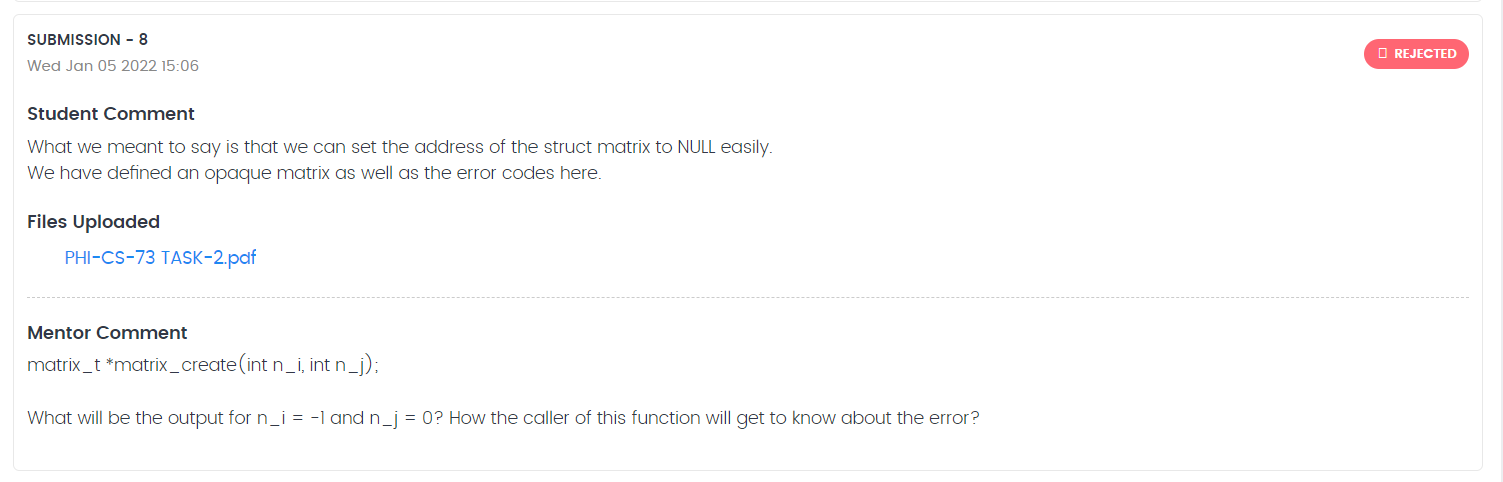 SUBMISSION - 8
Wed Jan 05 2022 15:06
REJECTED
Student Comment
What we meant to say is that we can set the address of the struct matrix to NULL easily.
We have defined an opaque matrix as well as the error codes here.
Files Uploaded
PHI-CS-73 TASK-2.pdf
Mentor Comment
matrix_t *matrix_create(int n_i, int n_j);
What will be the output for n_i = -1 and n_j = 0? How the caller of this function will get to know about the error?